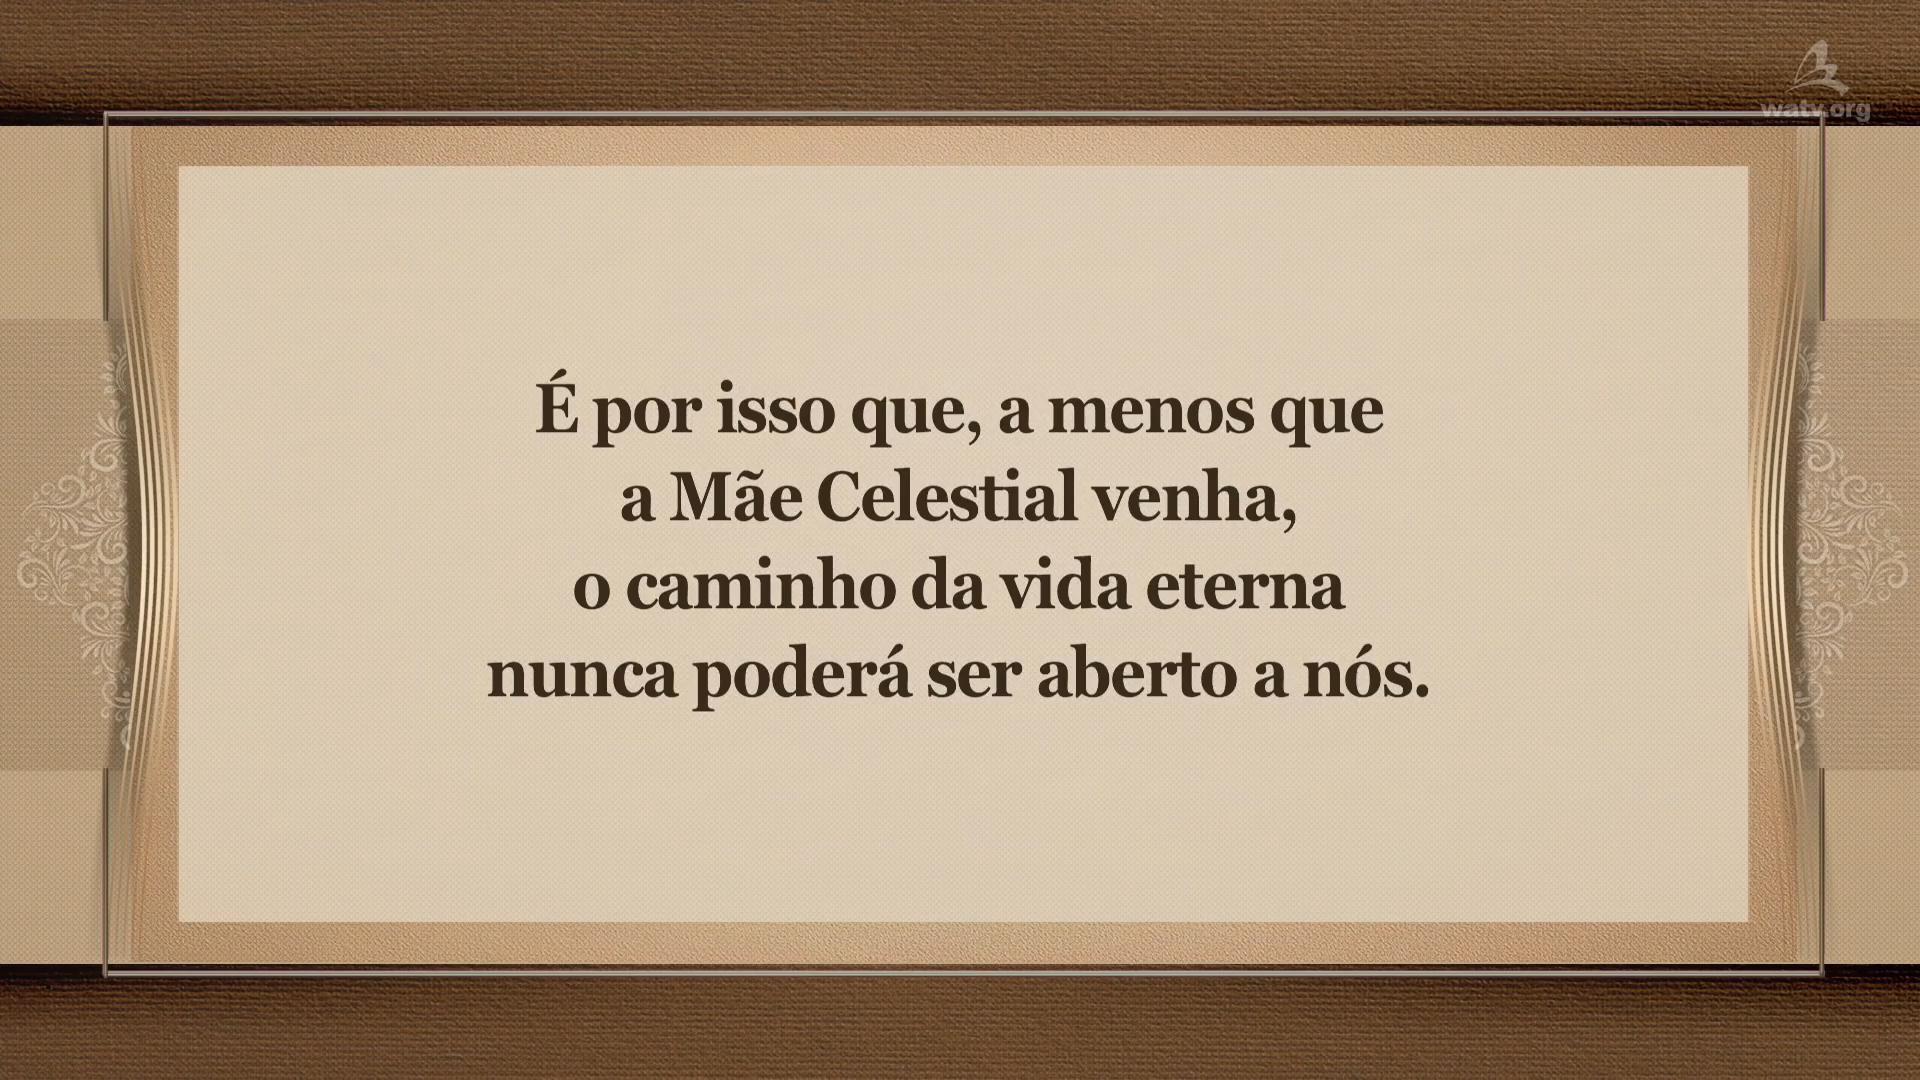 watv.org
É por isso que, a menos que
a Mãe Celestial venha,
o caminho da vida eterna
nunca poderá ser aberto a nós.